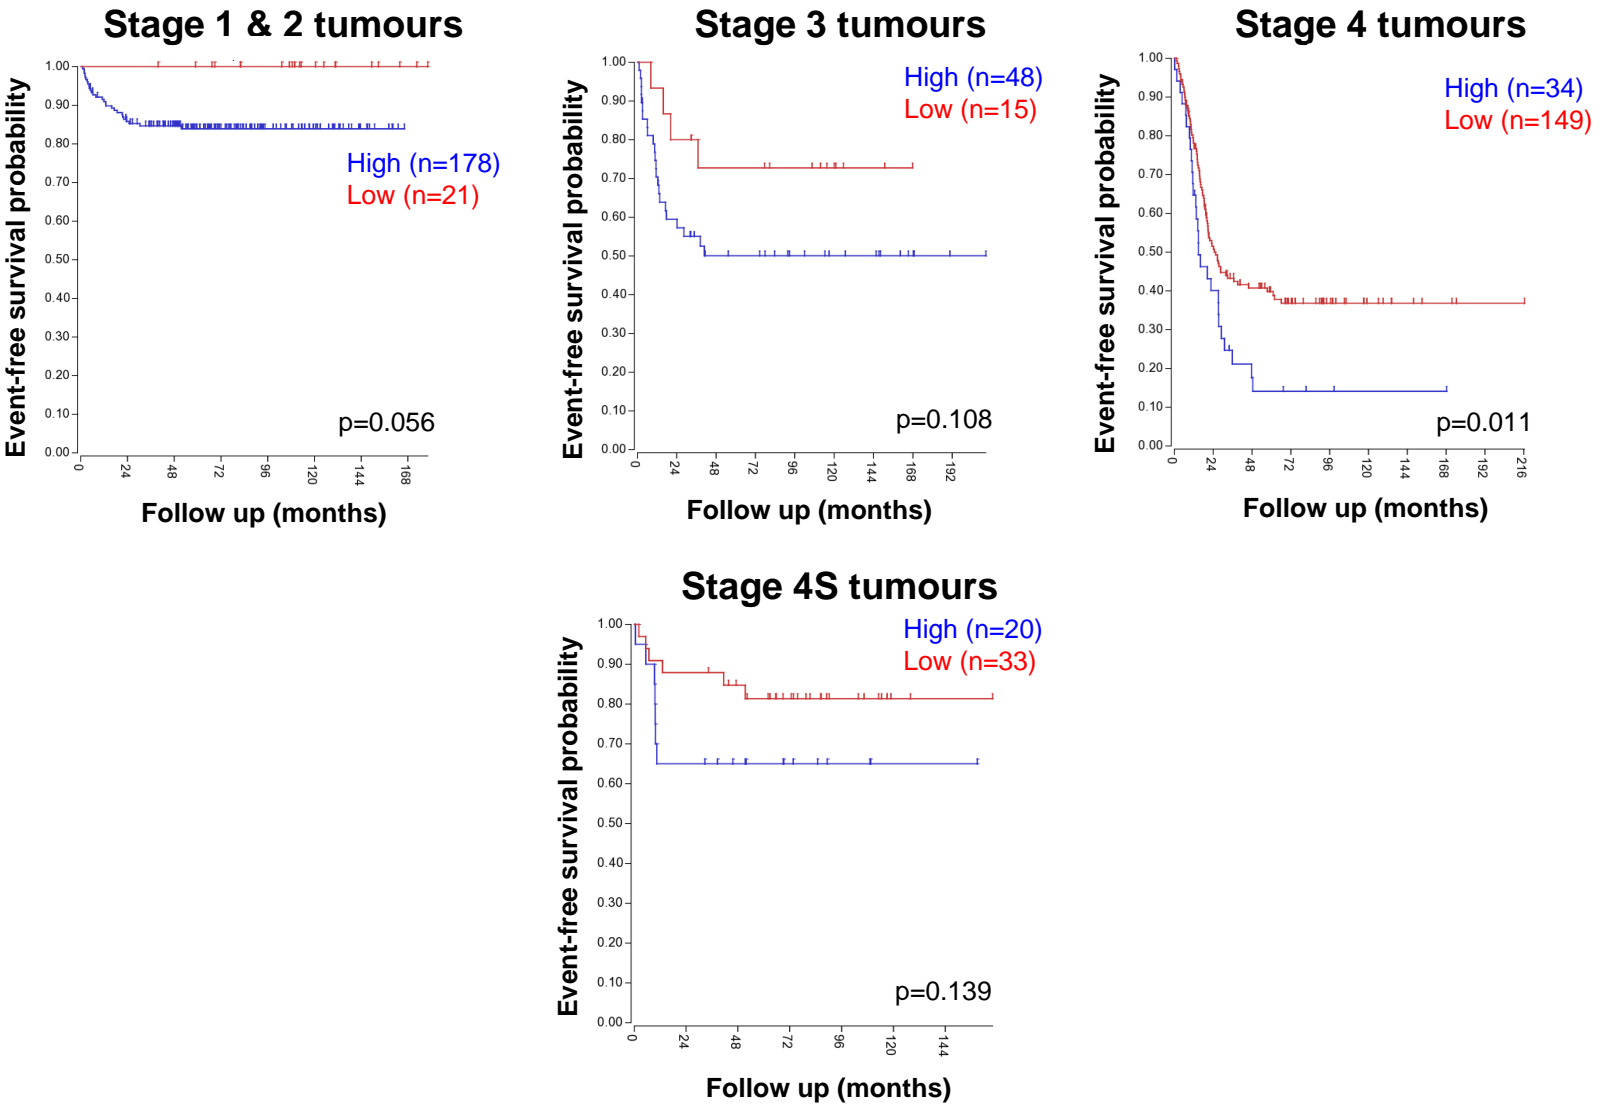 Stage 1 & 2 tumours
Event-free survival probability
1.00
0.90
0.80
0.70
0.60
0.50
0.40
0.30
0.20
0.10
0.00
High (n=178)
Low (n=21)
p=0.056
0 24 48 72 96 120 144 168
Follow up (months)
Stage 3 tumours
Event-free survival probability
1.00
0.90
0.80
0.70
0.60
0.50
0.40
0.30
0.20
0.10
0.00
High (n=48)
Low (n=15)
p=0.108
0 24 48 72 96 120 144 168 192
Follow up (months)
Stage 4 tumours
Event-free survival probability
1.00
0.90
0.80
0.70
0.60
0.50
0.40
0.30
0.20
0.10
0.00
High (n=34)
Low (n=149)
p=0.011
0 24 48 72 96 120 144 168 192 216
Follow up (months)
Stage 4S tumours
Event-free survival probability
1.00
0.90
0.80
0.70
0.60
0.50
0.40
0.30
0.20
0.10
0.00
High (n=20)
Low (n=33)
p=0.139
0 24 48 72 96 120 144
Follow up (months)